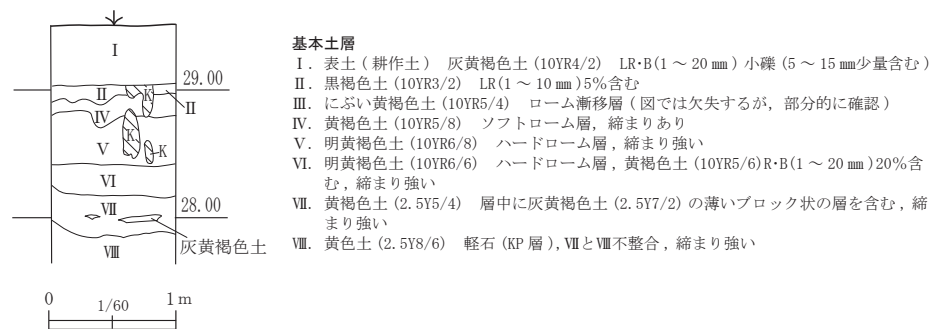 Ⅰ
29.00
Ⅱ
K
Ⅱ
Ⅳ
K
Ⅴ
K
Ⅵ
28.00
Ⅶ
灰黄褐色土
Ⅷ
0
1/60
1m
基本土層
Ⅰ. 表土(耕作土) 灰黄褐色土(10YR4/2) LR・B(1～20㎜)小礫(5～15㎜少量含む)
Ⅱ. 黒褐色土(10YR3/2) LR(1～10㎜)5%含む
Ⅲ. にぶい黄褐色土(10YR5/4) ローム漸移層(図では欠失するが，部分的に確認)
Ⅳ. 黄褐色土(10YR5/8) ソフトローム層，締まりあり
Ⅴ. 明黄褐色土(10YR6/8) ハードローム層，締まり強い
Ⅵ. 明黄褐色土(10YR6/6) ハードローム層，黄褐色土(10YR5/6)R・B(1～20㎜)20%含
む，締まり強い
Ⅶ. 黄褐色土(2.5Y5/4) 層中に灰黄褐色土(2.5Y7/2)の薄いブロック状の層を含む，締
まり強い
Ⅷ. 黄色土(2.5Y8/6) 軽石(KP層),ⅦとⅧ不整合，締まり強い